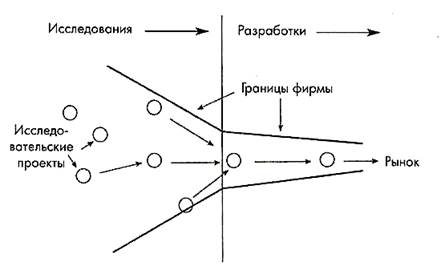 Исследования
Разработки
Границы фирмы
Исследо-
вательские
проекты
Рынок